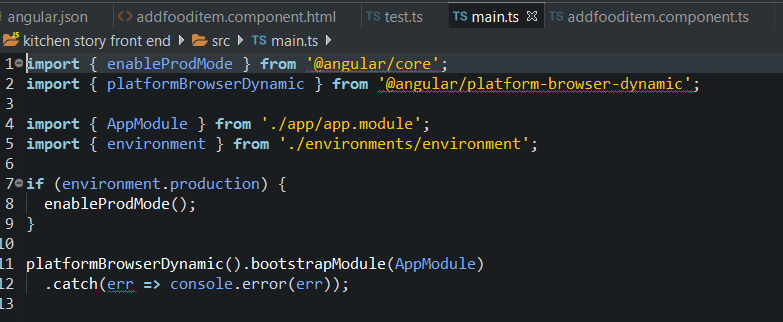 angular.json <> addfooditem.component.html TS test.ts TS main.ts TS addfooditem.component.ts
kitchen story front end src TS main.ts
1 import { enableProdMode } from '@angular/core';
2 import { platformBrowserDynamic } from '@angular/platform-browser-dynamic';
3
4 import { AppModule } from './app/app.module';
5 import { environment } from './environments/environment';
6
7 if (environment.production) {
8 enableProdMode();
9 }
10
11 platformBrowserDynamic().bootstrapModule(AppModule)
12 .catch(err => console.error(err));
13